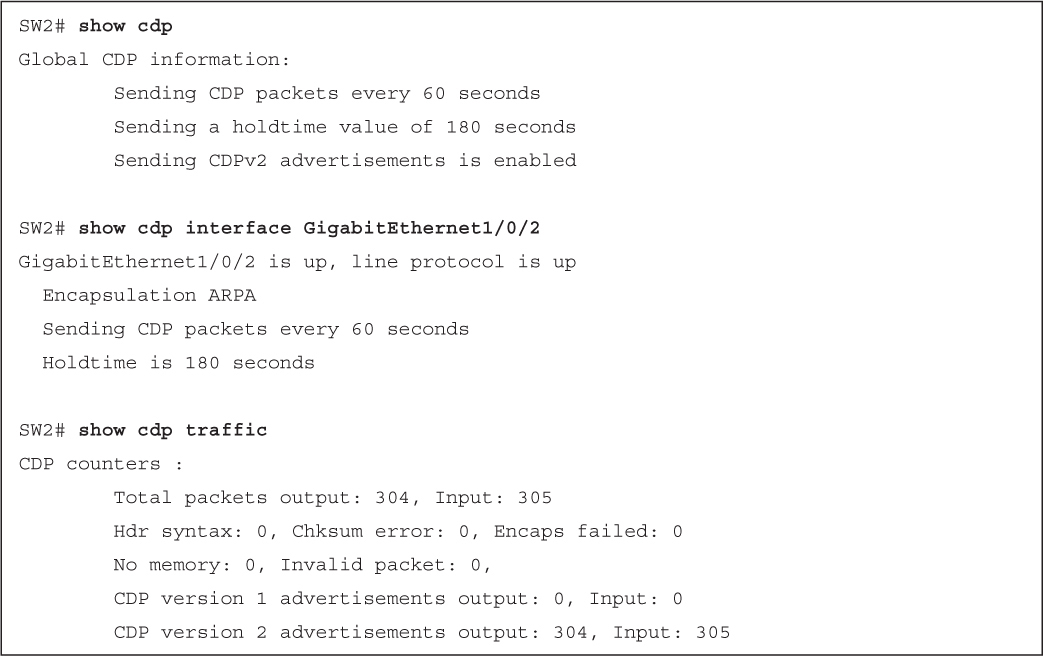 SW2# show cdp
Global CDP information:
Sending CDP packets every 60 seconds
Sending a holdtime value of 180 seconds
Sending CDPv2 advertisements is enabled
SW2# show cdp interface GigabitEthernet1/0/2
GigabitEthernet1/0/2 is up, line protocol is up
Encapsulation ARPA
Sending CDP packets every 60 seconds
Holdtime is 180 seconds
SW2# show cdp traffic
CDP counters :
Total packets output: 304, Input: 305
Hdr syntax: 0, Chksum error: 0, Encaps failed: 0
No memory: 0, Invalid packet: 0,
CDP version 1 advertisements output: 0, Input: 0
CDP version 2 advertisements output: 304, Input: 305